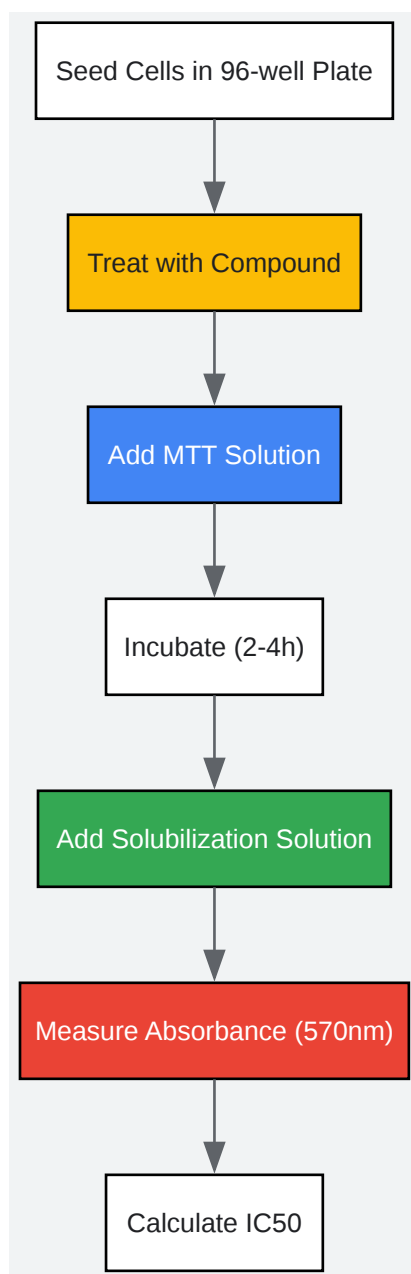 Seed Cells in 96-well Plate
Treat with Compound
Add MTT Solution
Incubate (2-4h)
Add Solubilization Solution
Measure Absorbance (570nm)
Calculate IC50